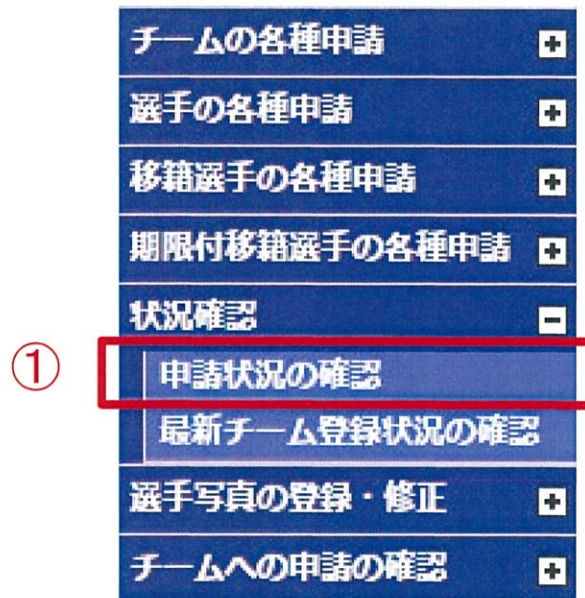 チームの各種申請
選手の各種申請
移籍選手の各種申請
期限付移籍選手の各種申請
状況確認
① 申請状況の確認
最新チーム登録状況の確認
選手写真の登録・修正
チームへの申請の確認